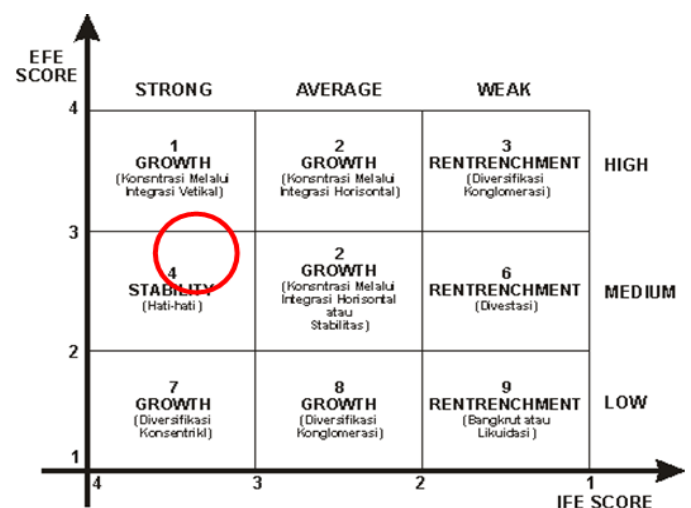 EFE
SCORE
STRONG AVERAGE WEAK
4
1
GROWTH
(Konsntrasi Melalui
Integrasi Vetikal)
2
GROWTH
(Konsntrasi Melalui
Integrasi Horisontal)
3
RENTRENCHMENT
(Diversifikasi
Konglomerasi)
HIGH
3
4
STABILITY
(Hati-hati)
2
GROWTH
(Konsntrasi Melalui
Integrasi Horisontal
atau
Stabilitas)
6
RENTRENCHMENT
(Divestasi)
MEDIUM
2
7
GROWTH
(Diversifikasi
Konsentrikl)
8
GROWTH
(Diversifikasi
Konglomerasi)
9
RENTRENCHMENT
(Bangkrut atau
Likuidasi)
LOW
1
4 3 2 1
IFE SCORE